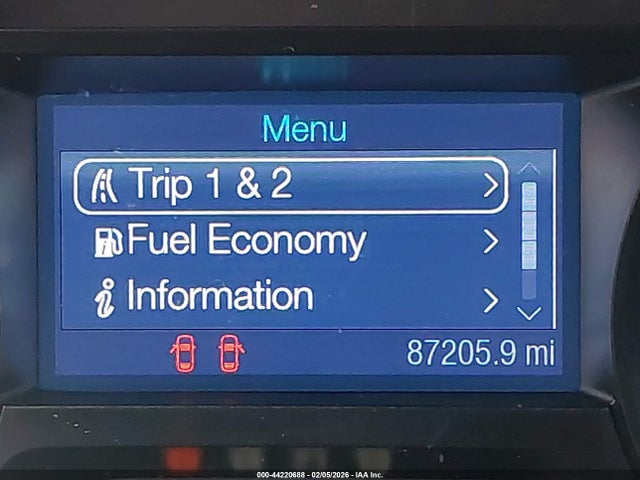 Menu
Trip 1 & 2
Fuel Economy
Information
87205.9 mi
000-44220688 - 02/05/2026 - IAA Inc.